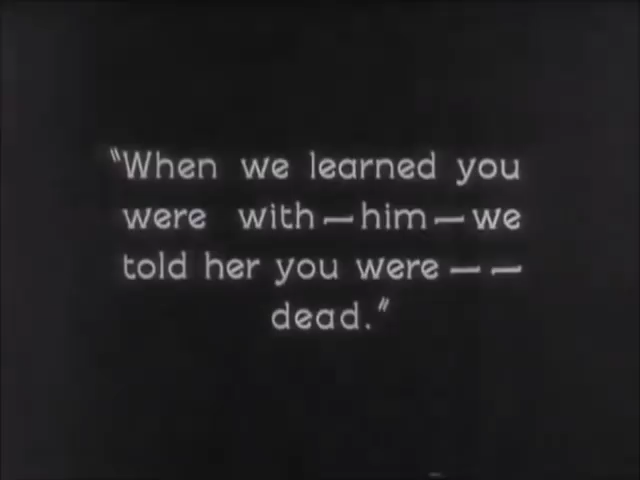 "When we learned you
were with—him—we
told her you were——
dead."